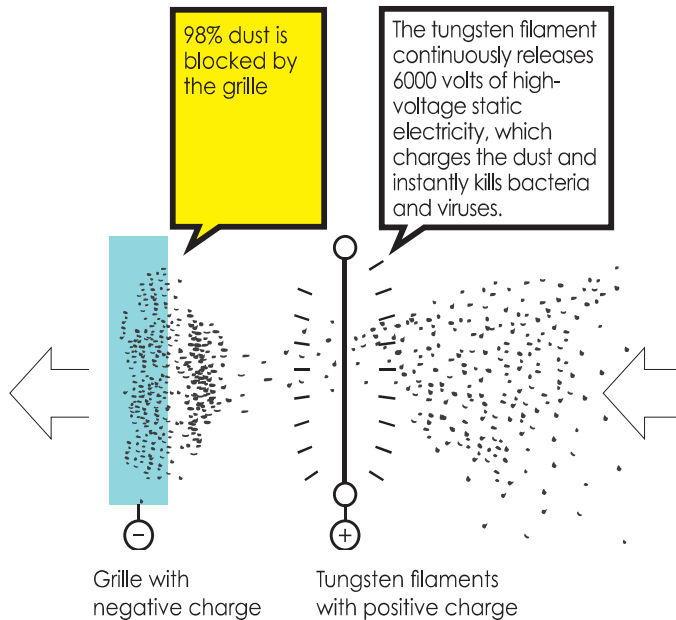 98% dust is
blocked by
the grille
The tungsten filament
continuously releases
6000 volts of high-
voltage static
electricity, which
charges the dust and
instantly kills bacteria
and viruses.
−
+
Grille with
negative charge
Tungsten filaments
with positive charge